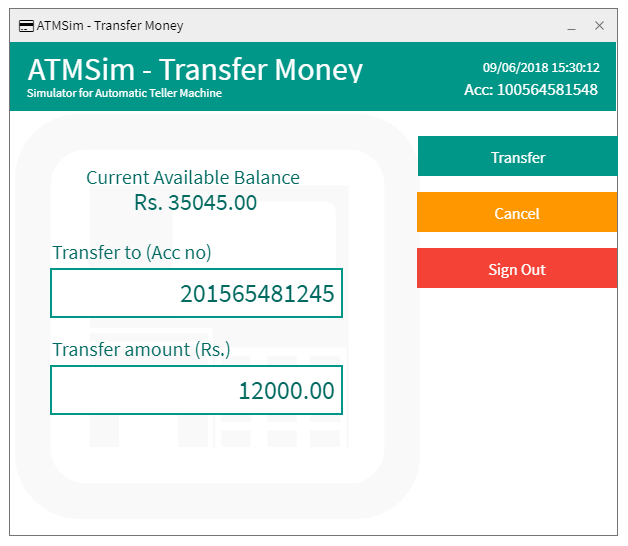 ATMSim - Transfer Money
ATMSim - Transfer Money
Simulator for Automatic Teller Machine
09/06/2018 15:30:12
Acc: 100564581548
Current Available Balance
Rs. 35045.00
Transfer to (Acc no)
201565481245
Transfer amount (Rs.)
12000.00
Transfer
Cancel
Sign Out